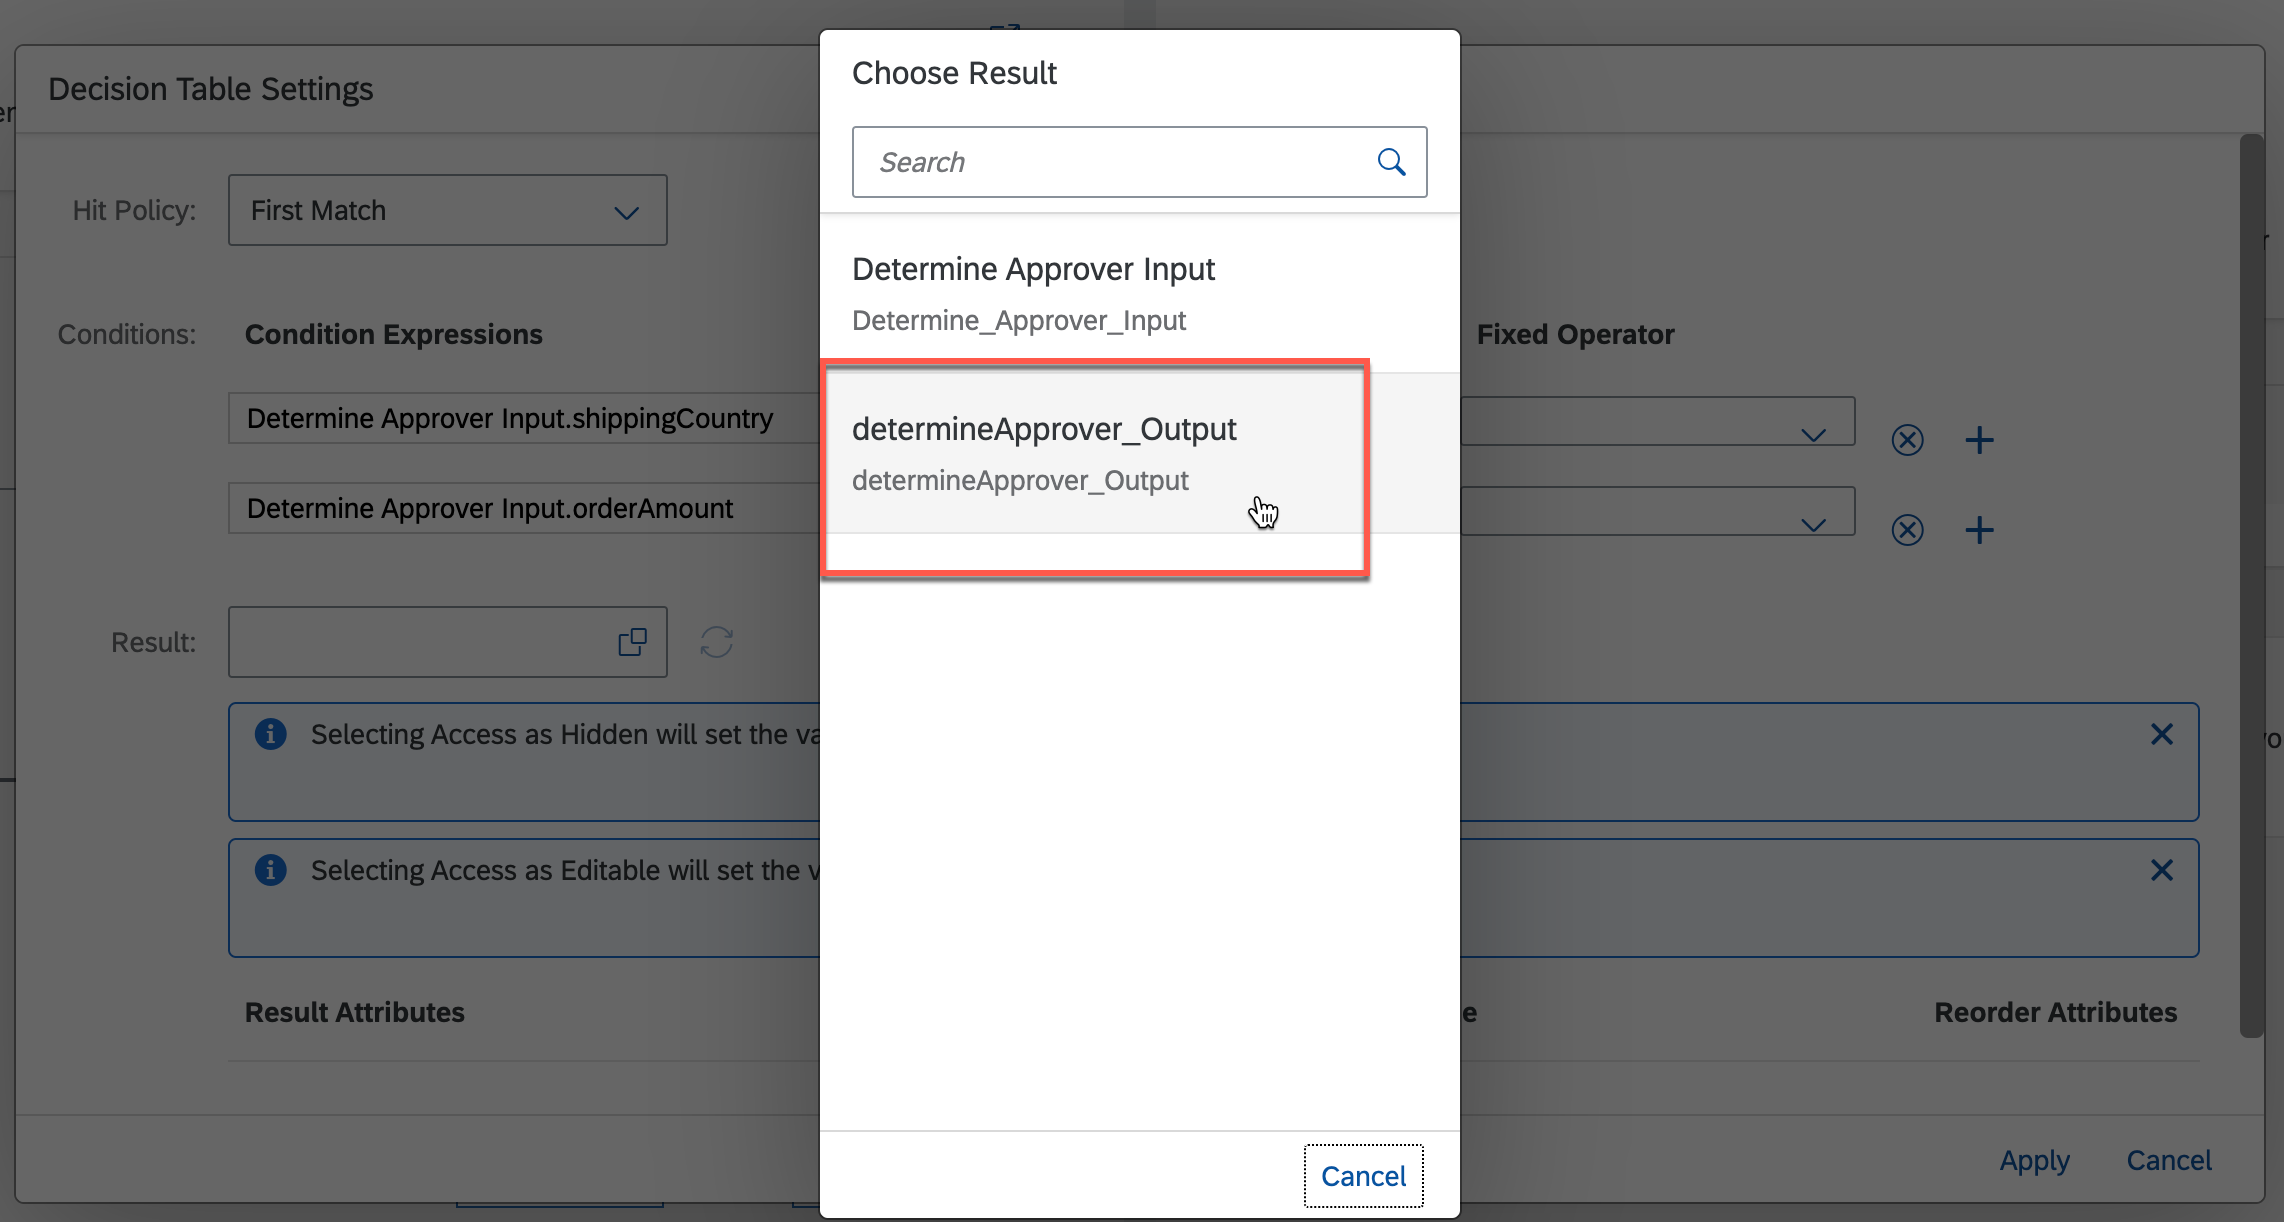 Choose Result
Decision Table Settings
Search
Hit Policy:
First Match
Determine Approver Input
Determine_Approver_Input
Conditions:
Condition Expressions
Fixed Operator
Determine Approver Input.shippingCountry
determineApprover_Output
determineApprover_Output
Determine Approver Input.orderAmount
Result:
Selecting Access as Hidden will set the va
Selecting Access as Editable will set the v
Result Attributes
e
Reorder Attributes
Apply
Cancel
Cancel